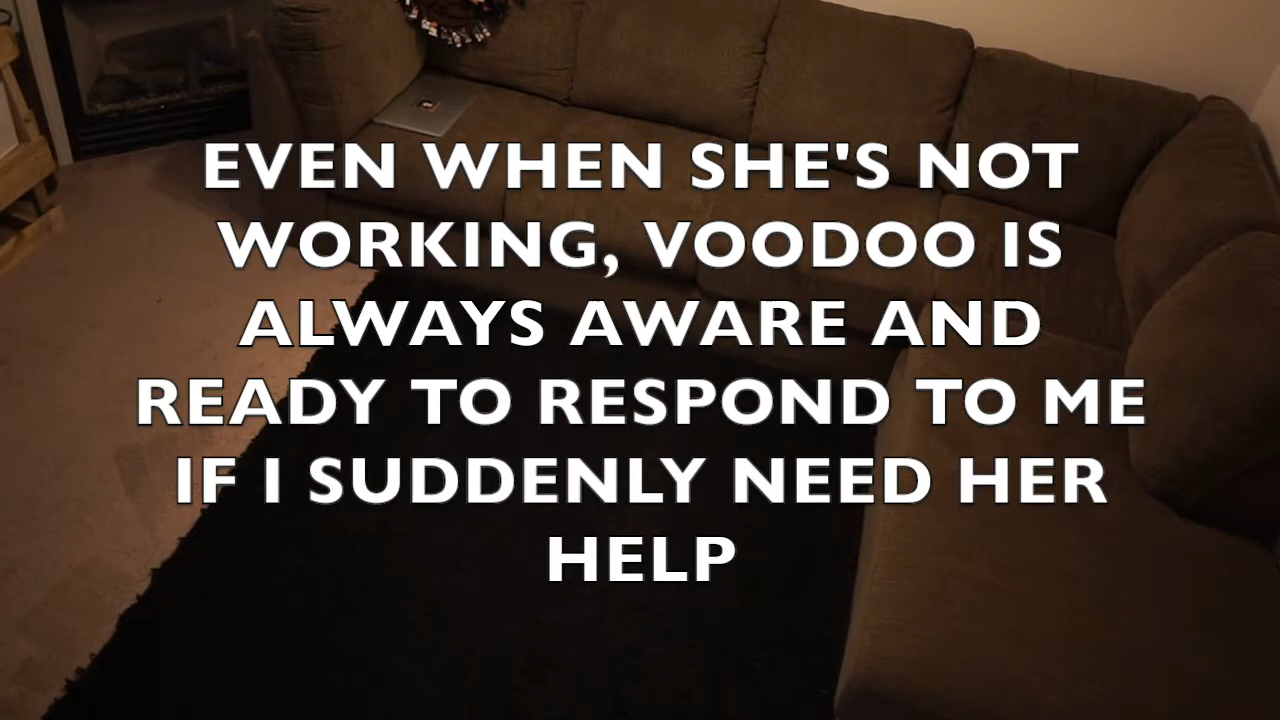 EVEN WHEN SHE'S NOT
WORKING, VOODOO IS
ALWAYS AWARE AND
READY TO RESPOND TO ME
IF I SUDDENLY NEED HER
HELP